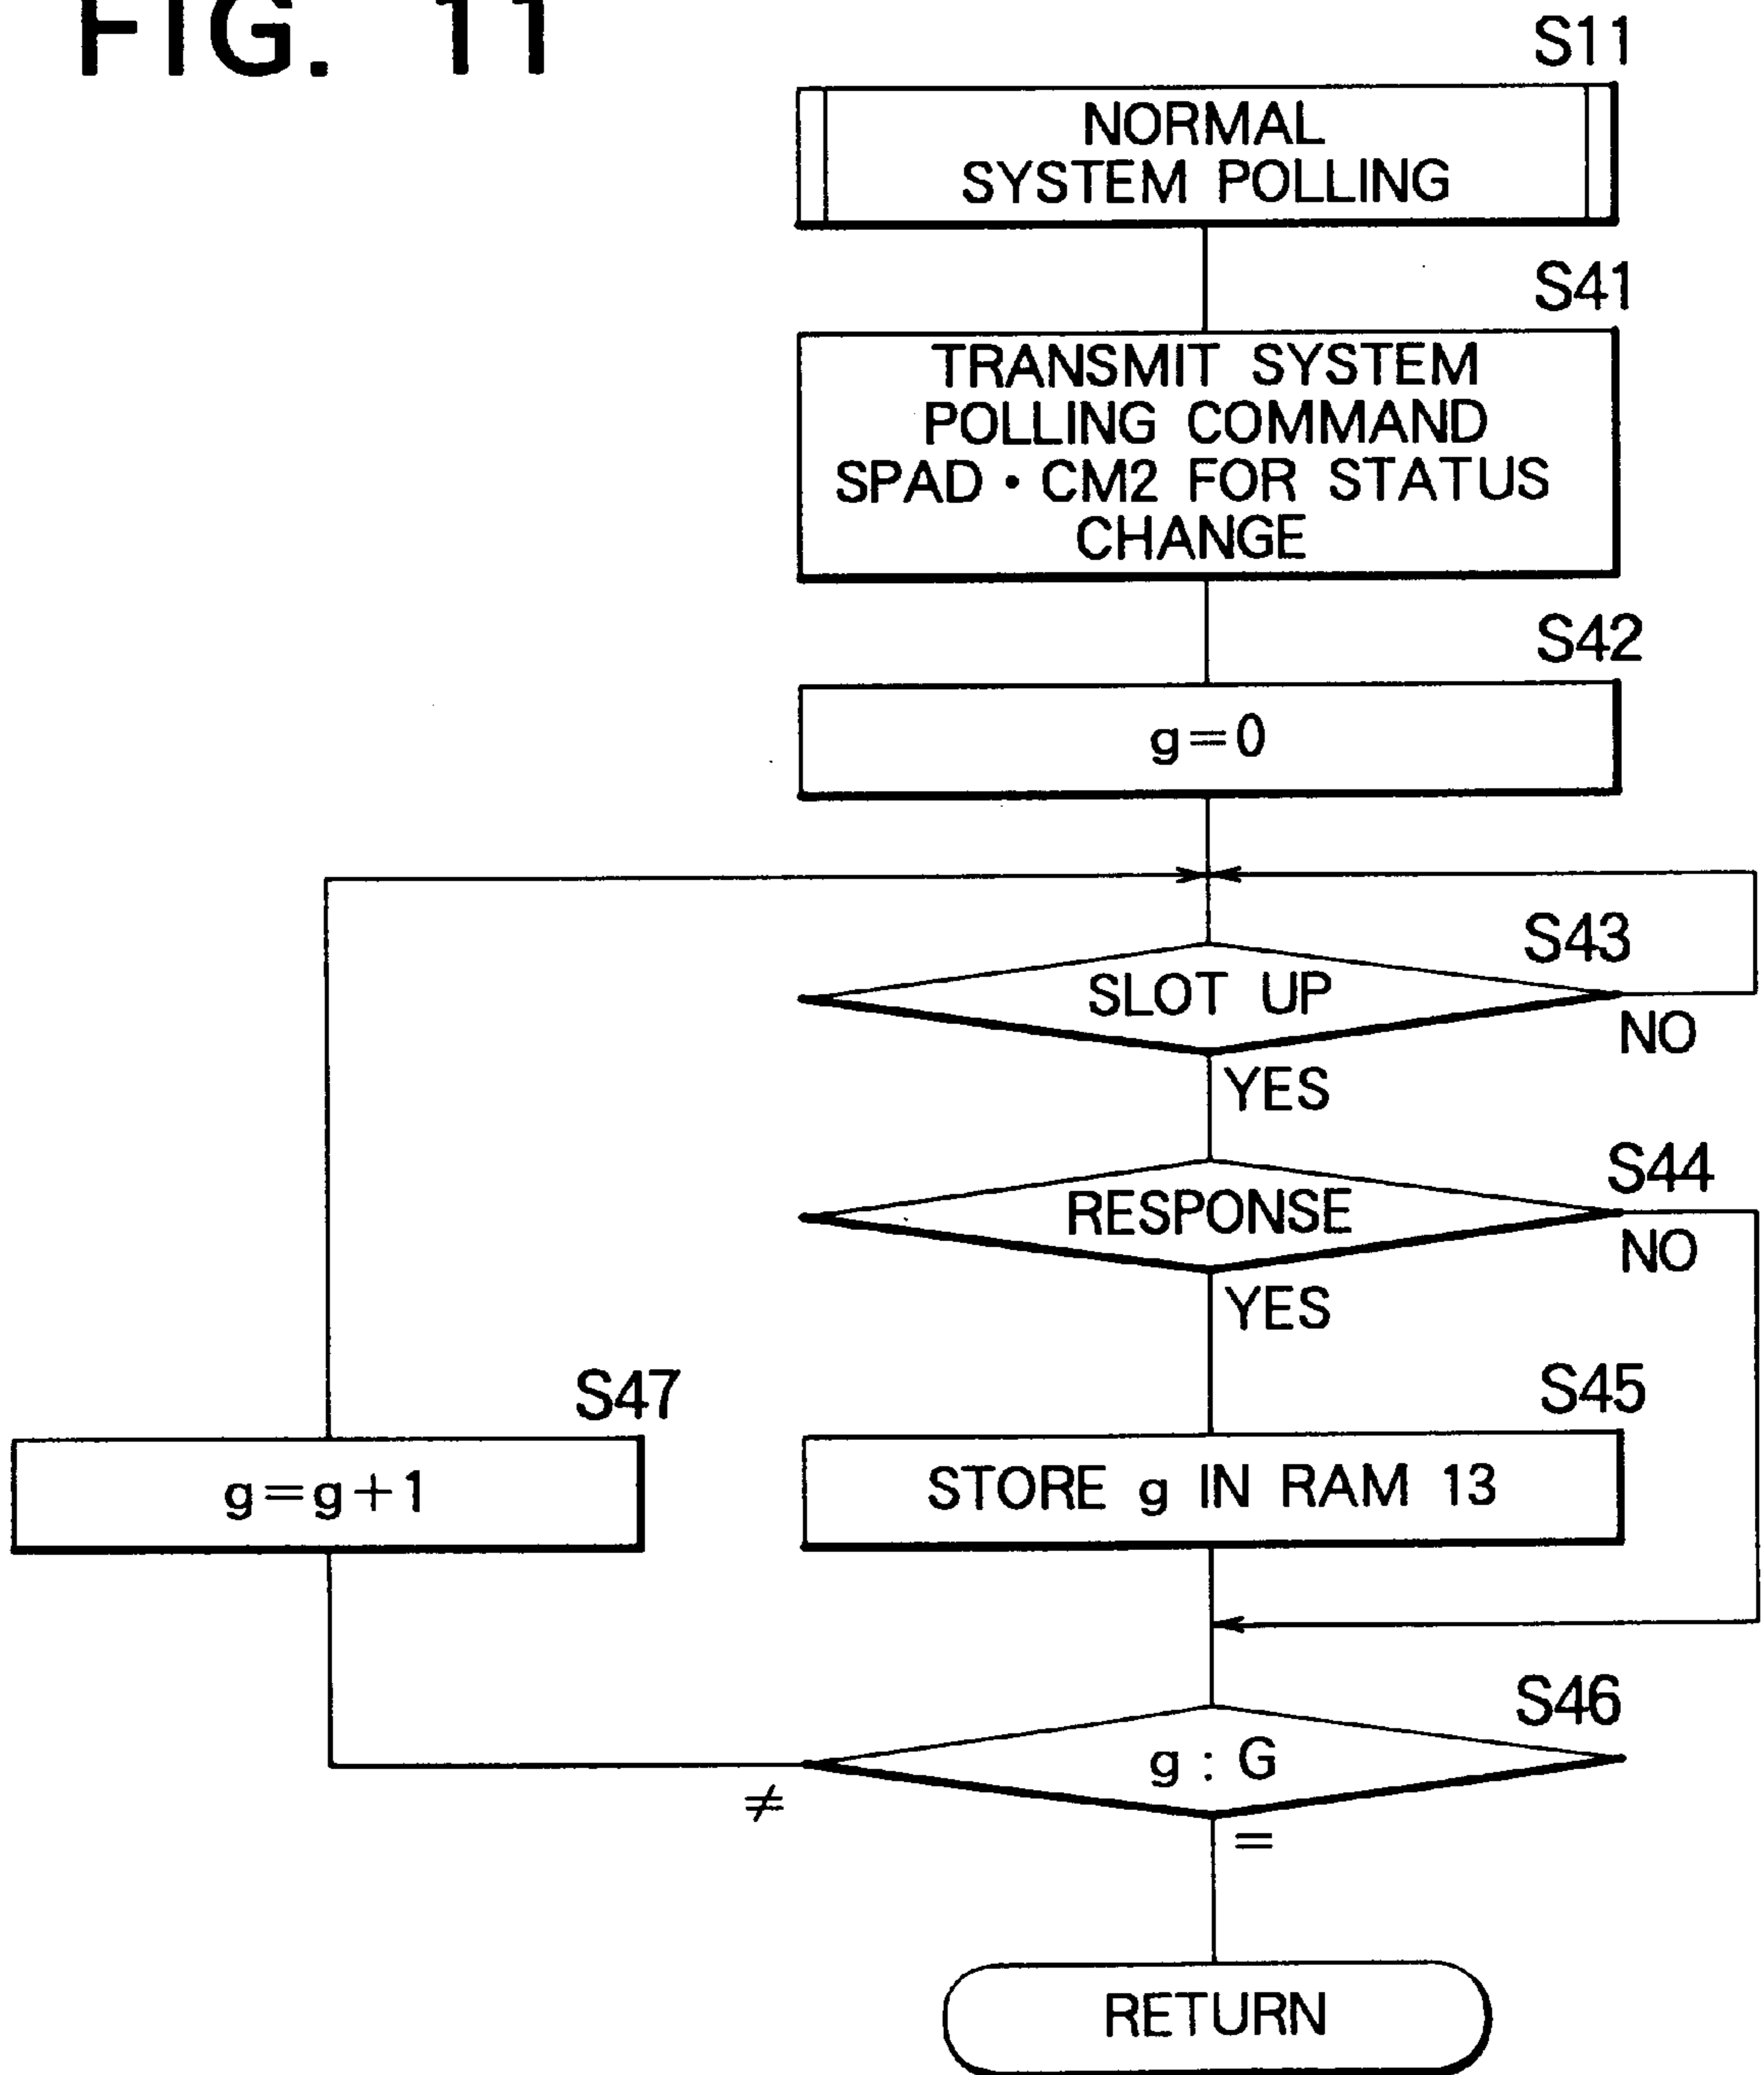 FIG. 11
S11
NORMAL
SYSTEM POLLING
S41
TRANSMIT SYSTEM
POLLING COMMAND
SPAD・CM2 FOR STATUS
CHANGE
S42
g=0
S43
SLOT UP
NO
YES
S44
RESPONSE
NO
YES
S47
g=g+1
S45
STORE g IN RAM 13
S46
g : G
≠
=
RETURN